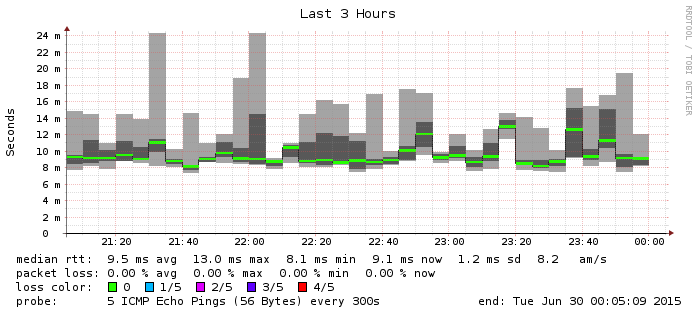 Last 3 Hours
RRDTOOL / TOBI OETIKER
Seconds
24 m
22 m
20 m
18 m
16 m
14 m
12 m
10 m
8 m
6 m
4 m
2 m
0
21:20 21:40 22:00 22:20 22:40 23:00 23:20 23:40 00:00
median rtt: 9.5 ms avg 13.0 ms max 8.1 ms min 9.1 ms now 1.2 ms sd 8.2 am/s
packet loss: 0.00 % avg 0.00 % max 0.00 % min 0.00 % now
loss color: 0 1/5 2/5 3/5 4/5
probe: 5 ICMP Echo Pings (56 Bytes) every 300s end: Tue Jun 30 00:05:09 2015